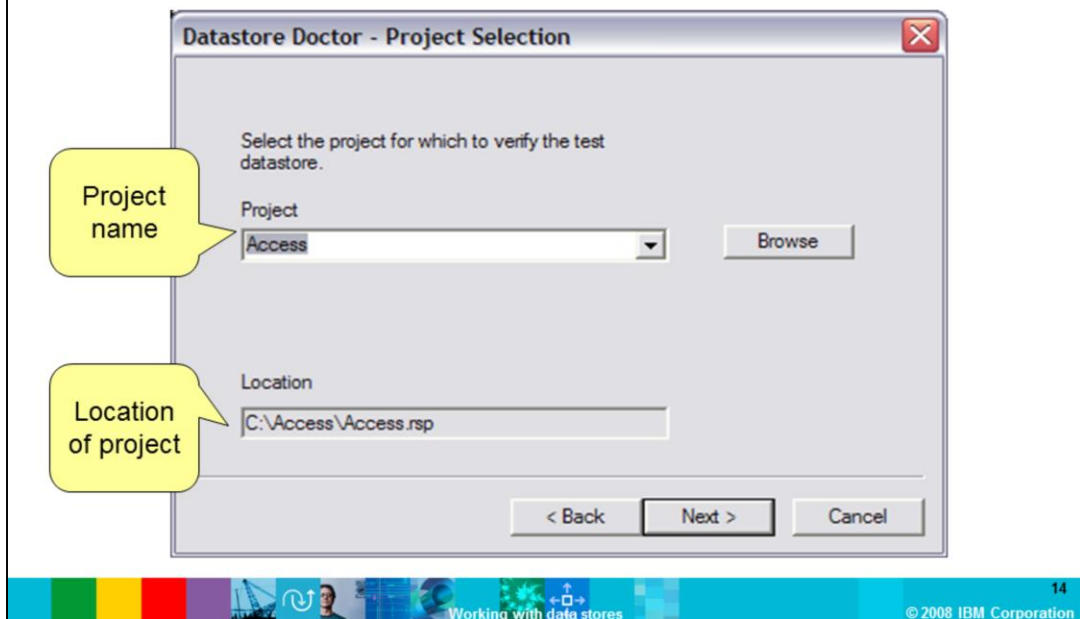 Datastore Doctor - Project Selection
Select the project for which to verify the test
datastore.
Project
name
Project
Access
Browse
Location
of project
Location
C:\Access\Access.rsp
< Back
Next >
Cancel
Working with data stores
14
© 2008 IBM Corporation